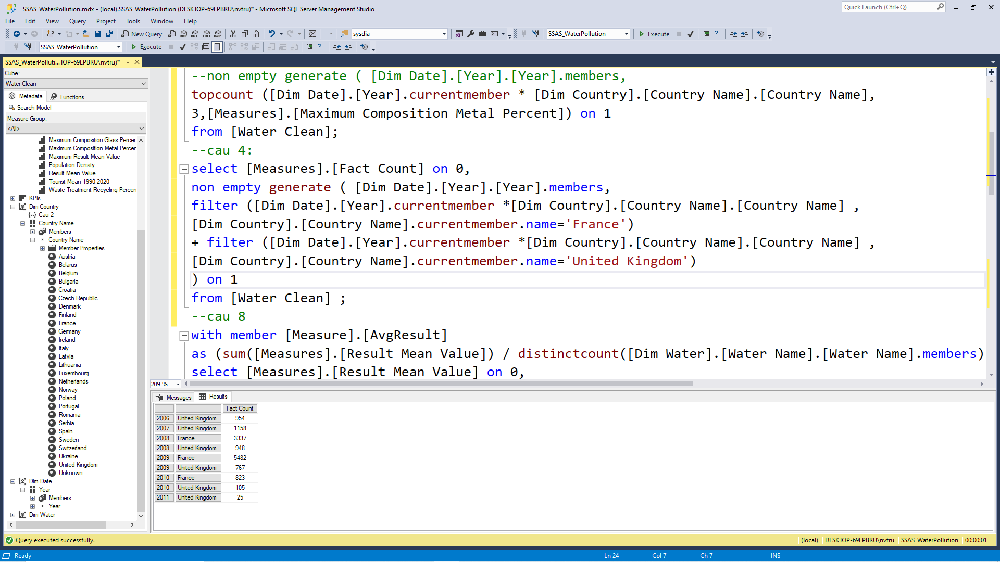 SSAS_WaterPollution.mdx - (local).SSAS_WaterPollution (DESKTOP-69EPBRU\nvtru)* - Microsoft SQL Server Management Studio
Quick Launch (Ctrl+Q)
File Edit View Query Project Tools Window Help
New Query MDX DMX XMLA DAX sysdia SSAS_WaterPollution Execute
SSAS_WaterPollution Execute
SSAS_WaterPolluti...TOP-69EPBRU\nvtru)*
Cube:
Water Clean
Metadata Functions
Search Model
Measure Group:
<All>
Maximum Composition Glass Percen
Maximum Composition Metal Percen
Maximum Result Mean Value
Population Density
Result Mean Value
Tourist Mean 1990 2020
Waste Treatment Recycling Percen
KPIs
Dim Country
Cau 2
Country Name
Members
Country Name
Member Properties
Austria
Belarus
Belgium
Bulgaria
Croatia
Czech Republic
Denmark
Finland
France
Germany
Ireland
Italy
Latvia
Lithuania
Luxembourg
Netherlands
Norway
Poland
Portugal
Romania
Serbia
Spain
Sweden
Switzerland
Ukraine
United Kingdom
Unknown
Dim Date
Year
Members
Year
Dim Water
--non empty generate ( [Dim Date].[Year].[Year].members,
topcount ([Dim Date].[Year].currentmember * [Dim Country].[Country Name].[Country Name],
3,[Measures].[Maximum Composition Metal Percent]) on 1
from [Water Clean];
--cau 4:
select [Measures].[Fact Count] on 0,
non empty generate ( [Dim Date].[Year].[Year].members,
filter ([Dim Date].[Year].currentmember *[Dim Country].[Country Name].[Country Name] ,
[Dim Country].[Country Name].currentmember.name='France')
+ filter ([Dim Date].[Year].currentmember *[Dim Country].[Country Name].[Country Name] ,
[Dim Country].[Country Name].currentmember.name='United Kingdom')
) on 1
from [Water Clean] ;
--cau 8
with member [Measure].[AvgResult]
as (sum([Measures].[Result Mean Value]) / distinctcount([Dim Water].[Water Name].[Water Name].members)
select [Measures].[Result Mean Value] on 0,
209 %
Messages Results
Fact Count
2006 United Kingdom 954
2007 United Kingdom 1158
2008 France 3337
2008 United Kingdom 948
2009 France 5482
2009 United Kingdom 767
2010 France 823
2010 United Kingdom 105
2011 United Kingdom 25
Query executed successfully. (local) DESKTOP-69EPBRU\nvtru SSAS_WaterPollution 00:00:01
Ready Ln 24 Col 7 Ch 7 INS